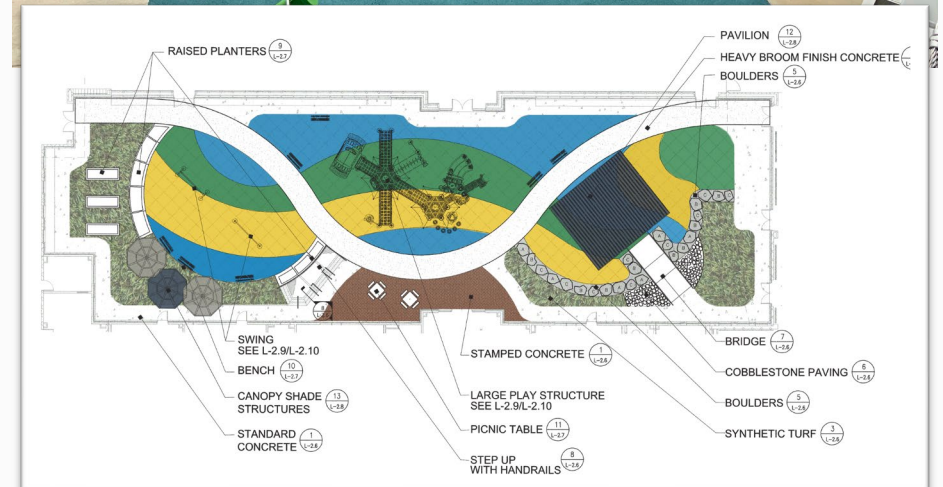 RAISED PLANTERS 9
L-2.7
PAVILION 12
L-2.8
HEAVY BROOM FINISH CONCRETE
BOULDERS 5
L-2.6
SWING
SEE L-2.9/L-2.10
BENCH 10
L-2.7
CANOPY SHADE
STRUCTURES 13
L-2.8
STANDARD
CONCRETE 1
L-2.6
STAMPED CONCRETE 1
L-2.6
LARGE PLAY STRUCTURE
SEE L-2.9/L-2.10
PICNIC TABLE 11
L-2.7
STEP UP
WITH HANDRAILS 8
L-2.6
BRIDGE 7
L-2.6
COBBLESTONE PAVING 6
L-2.6
BOULDERS 5
L-2.6
SYNTHETIC TURF 3
L-2.6